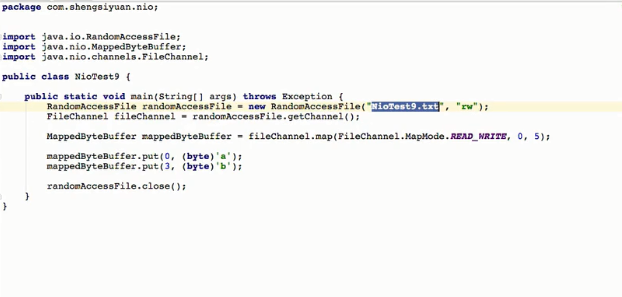 package com.shengsiyuan.nio;
import java.io.RandomAccessFile;
import java.nio.MappedByteBuffer;
import java.nio.channels.FileChannel;
public class NioTest9 {
public static void main(String[] args) throws Exception {
RandomAccessFile randomAccessFile = new RandomAccessFile("NioTest9.txt", "rw");
FileChannel fileChannel = randomAccessFile.getChannel();
MappedByteBuffer mappedByteBuffer = fileChannel.map(FileChannel.MapMode.READ_WRITE, 0, 5);
mappedByteBuffer.put(0, (byte)'a');
mappedByteBuffer.put(3, (byte)'b');
randomAccessFile.close();
}
}